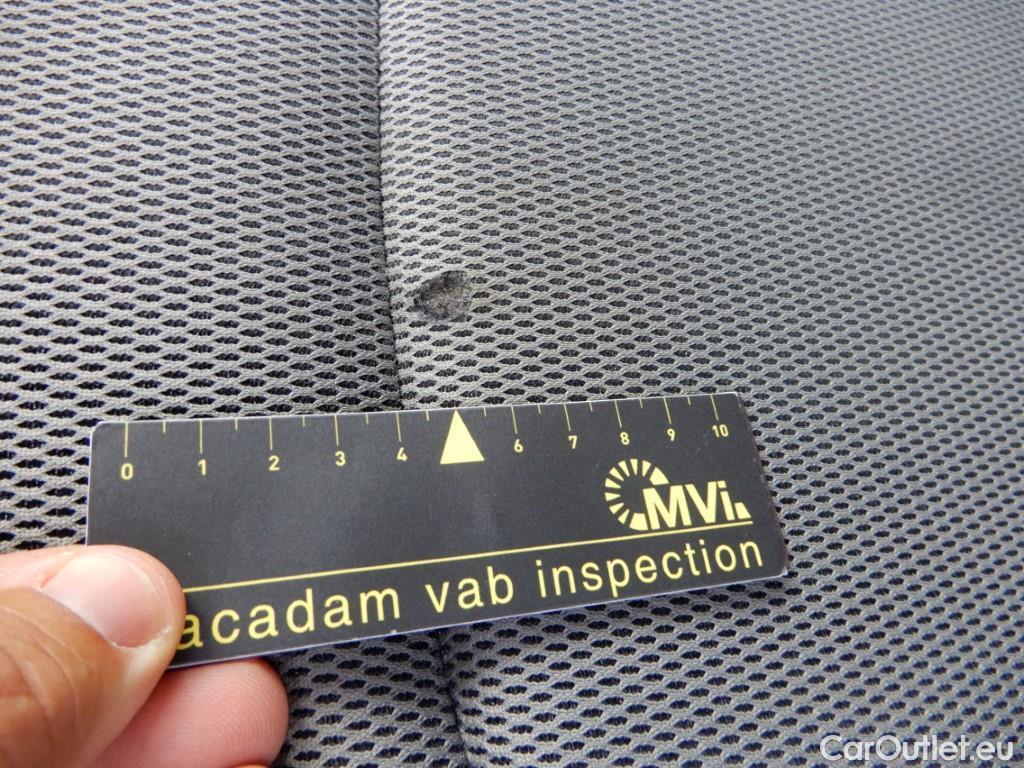 0 1 2 3 4 6 7 8 9 10
MVi
acadam vab inspection
CarOutlet.eu